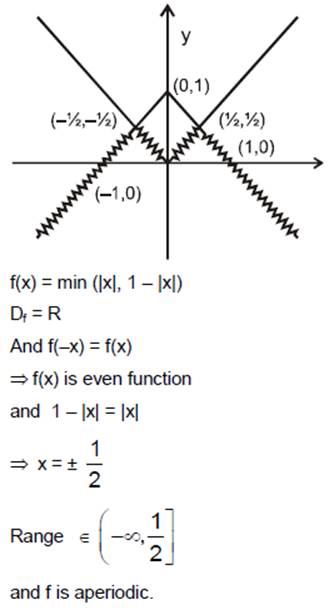 y
(0,1)
(–½,–½) (½,½)
(1,0)
(–1,0)
f(x) = min (|x|, 1 – |x|)
D_f = R
And f(–x) = f(x)
⇒ f(x) is even function
and 1 – |x| = |x|
⇒ x = ± 1/2
Range ∈ (–∞, 1/2]
and f is aperiodic.